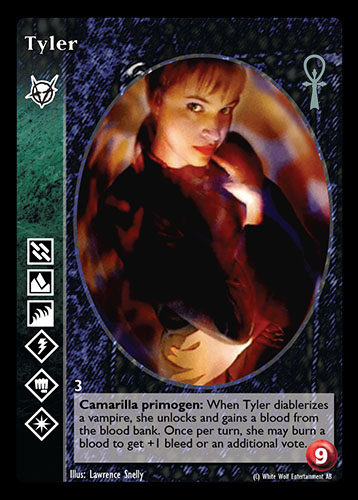 Tyler
3
Camarilla primogen: When Tyler diablerizes
a vampire, she unlocks and gains a blood from
the blood bank. Once per turn, she may burn a
blood to get +1 bleed or an additional vote.
9
Illus: Lawrence Snelly
(C) White Wolf Entertainment AB